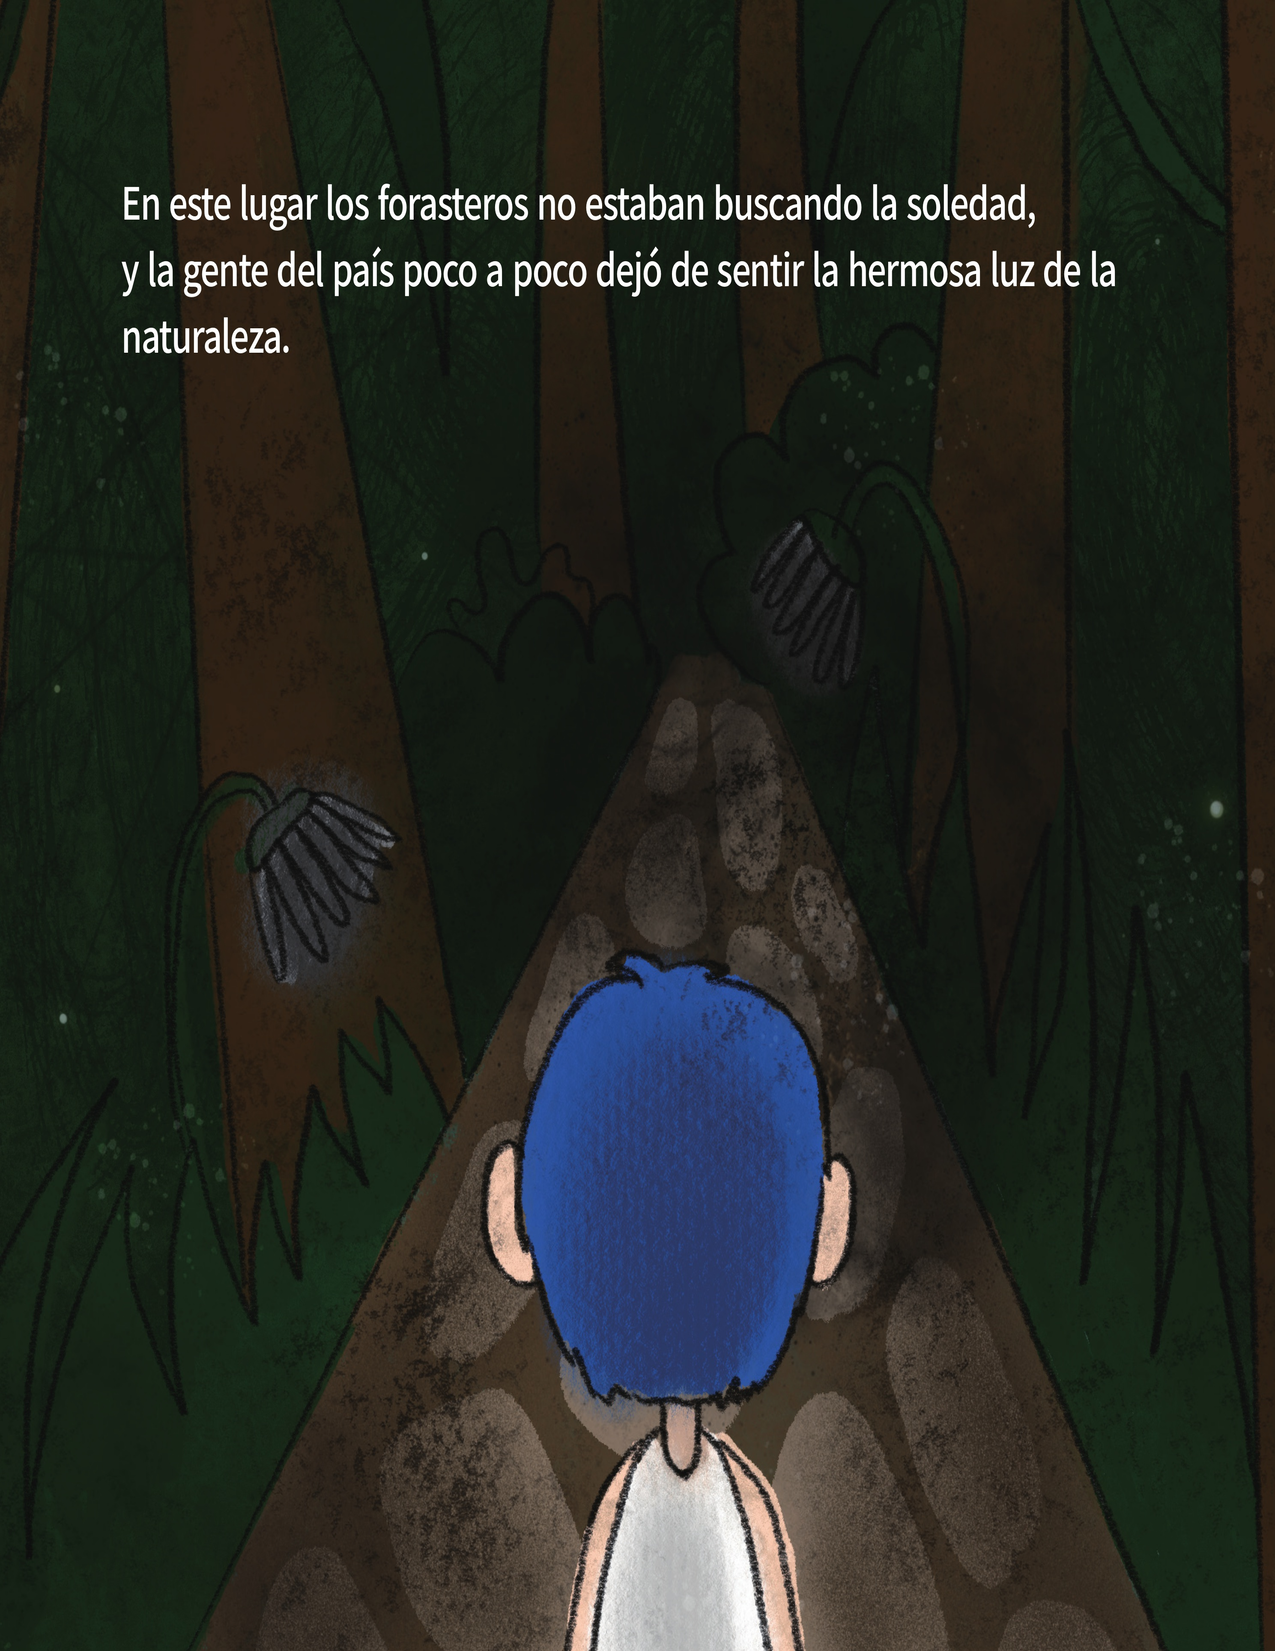 En este lugar los forasteros no estaban buscando la soledad,
y la gente del país poco a poco dejó de sentir la hermosa luz de la
naturaleza.